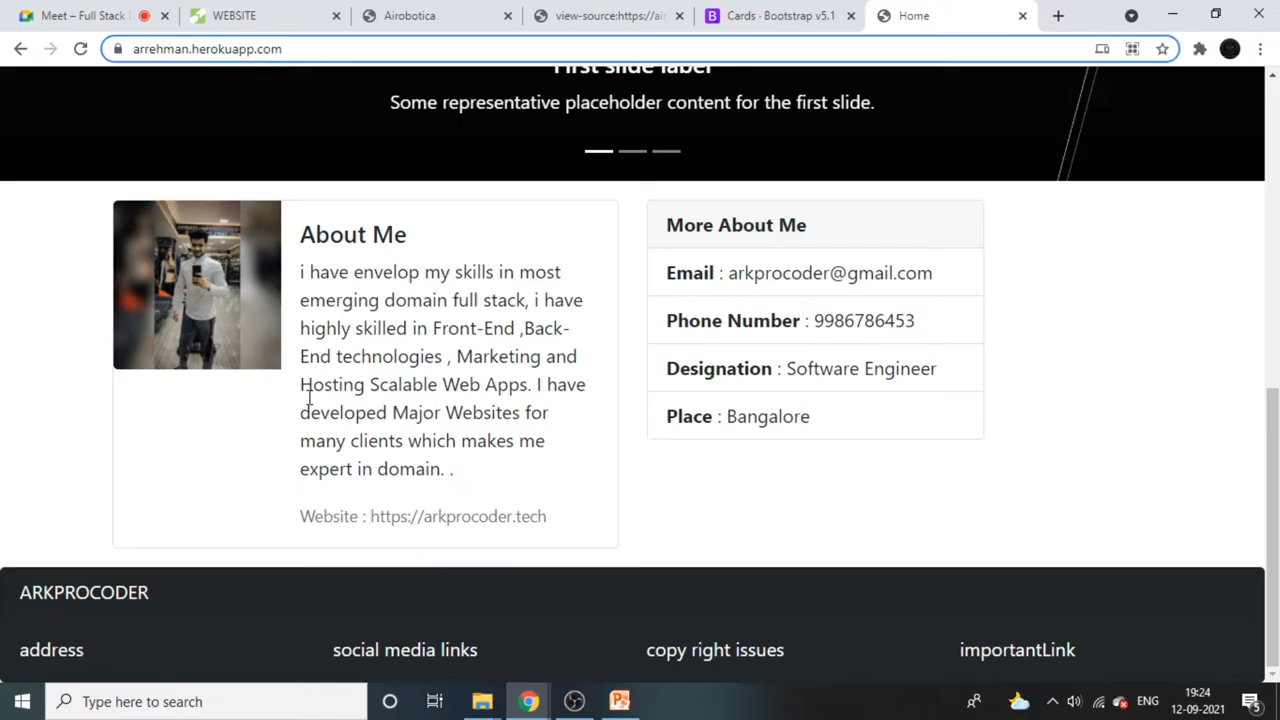 Meet – Full Stack
WEBSITE
Airobotica
view-source:https://air
Cards · Bootstrap v5.1
Home
arrehman.herokuapp.com
First slide label
Some representative placeholder content for the first slide.
About Me
i have envelop my skills in most
emerging domain full stack, i have
highly skilled in Front-End ,Back-
End technologies , Marketing and
Hosting Scalable Web Apps. I have
developed Major Websites for
many clients which makes me
expert in domain. .
Website : https://arkprocoder.tech
More About Me
Email : arkprocoder@gmail.com
Phone Number : 9986786453
Designation : Software Engineer
Place : Bangalore
ARKPROCODER
address
social media links
copy right issues
importantLink
Type here to search
ENG
19:24
12-09-2021
5